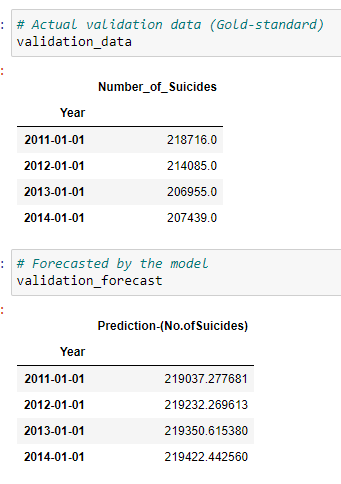 :
# Actual validation data (Gold-standard)
validation_data
:
Number_of_Suicides
Year
2011-01-01 218716.0
2012-01-01 214085.0
2013-01-01 206955.0
2014-01-01 207439.0
:
# Forecasted by the model
validation_forecast
:
Prediction-(No.ofSuicides)
Year
2011-01-01 219037.277681
2012-01-01 219232.269613
2013-01-01 219350.615380
2014-01-01 219422.442560